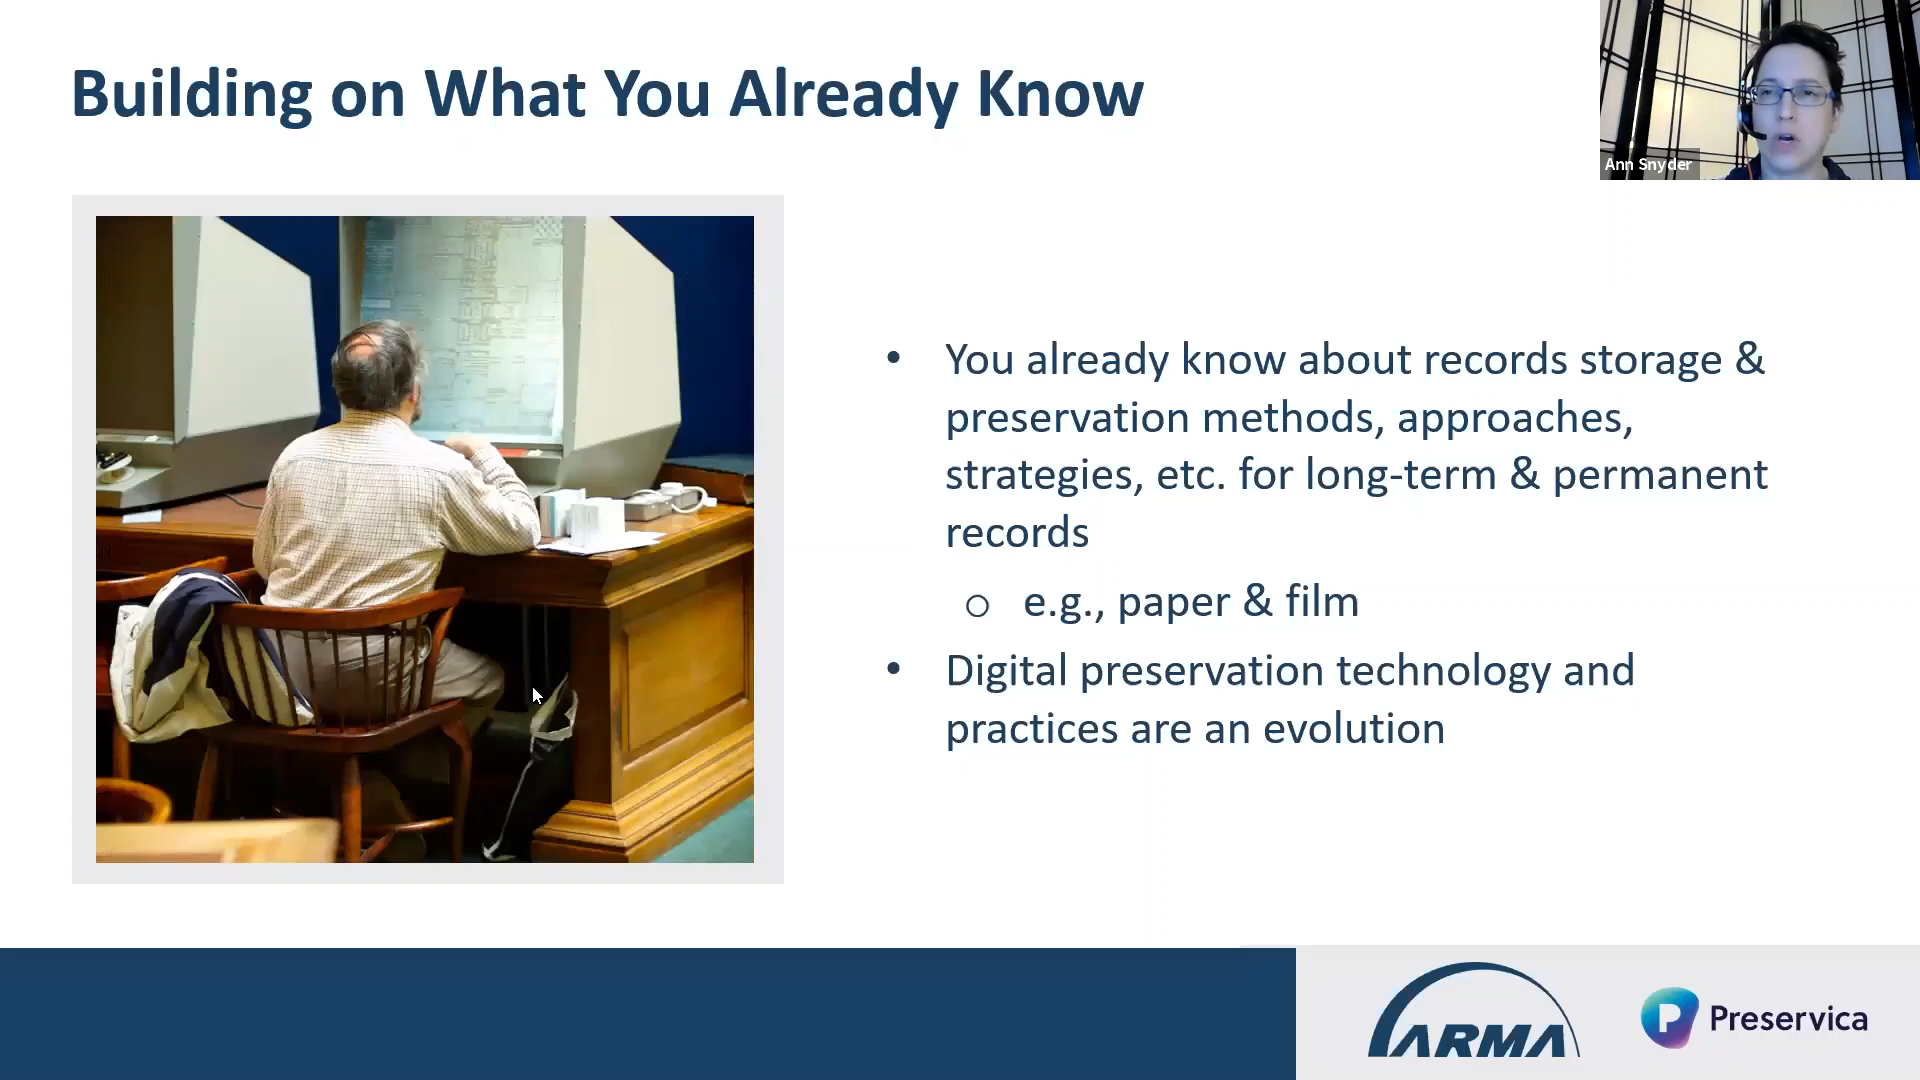 Building on What You Already Know
Ann Snyder
• You already know about records storage &
preservation methods, approaches,
strategies, etc. for long-term & permanent
records
o e.g., paper & film
• Digital preservation technology and
practices are an evolution
ARMA
Preservica